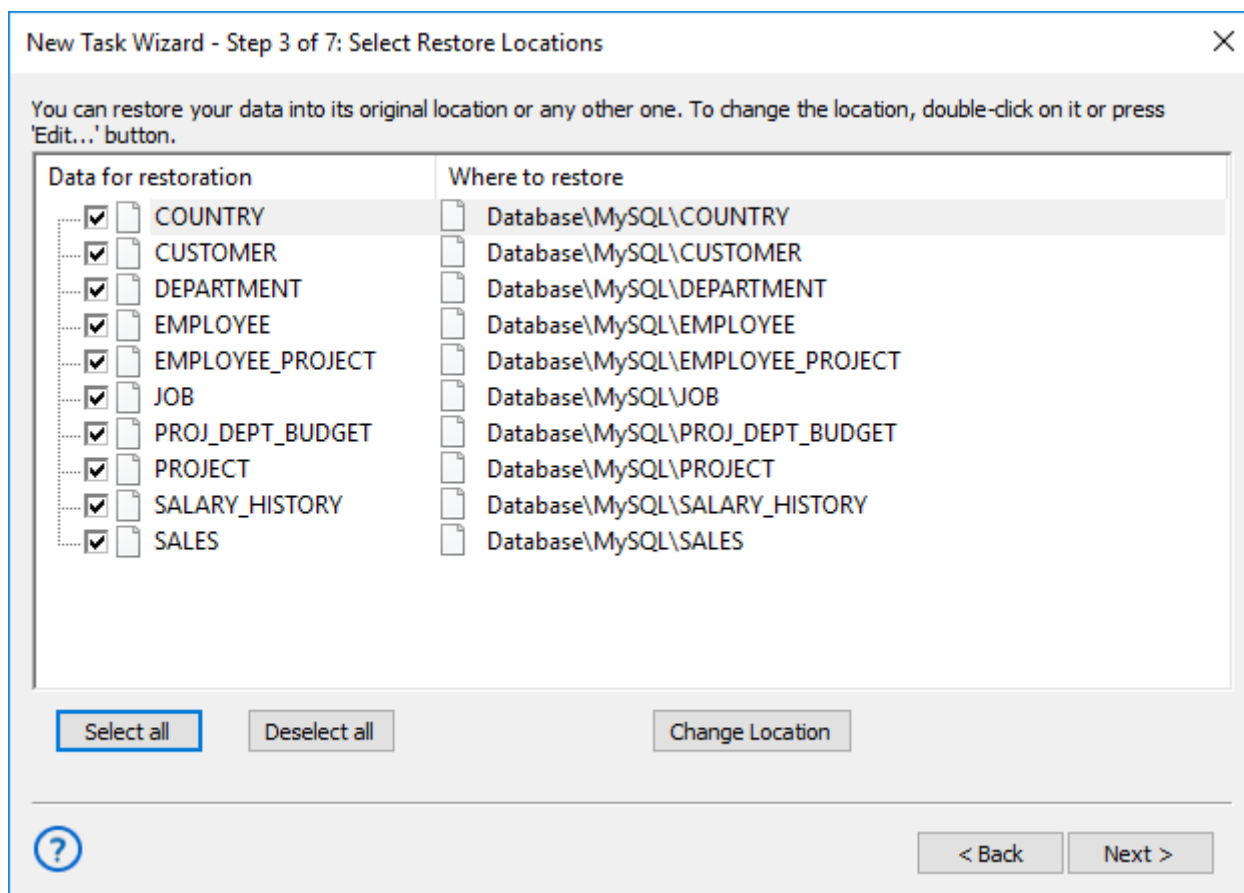 New Task Wizard - Step 3 of 7: Select Restore Locations
You can restore your data into its original location or any other one. To change the location, double-click on it or press
'Edit...' button.
Data for restoration Where to restore
COUNTRY Database\MySQL\COUNTRY
CUSTOMER Database\MySQL\CUSTOMER
DEPARTMENT Database\MySQL\DEPARTMENT
EMPLOYEE Database\MySQL\EMPLOYEE
EMPLOYEE_PROJECT Database\MySQL\EMPLOYEE_PROJECT
JOB Database\MySQL\JOB
PROJ_DEPT_BUDGET Database\MySQL\PROJ_DEPT_BUDGET
PROJECT Database\MySQL\PROJECT
SALARY_HISTORY Database\MySQL\SALARY_HISTORY
SALES Database\MySQL\SALES
Select all Deselect all Change Location
? < Back Next >